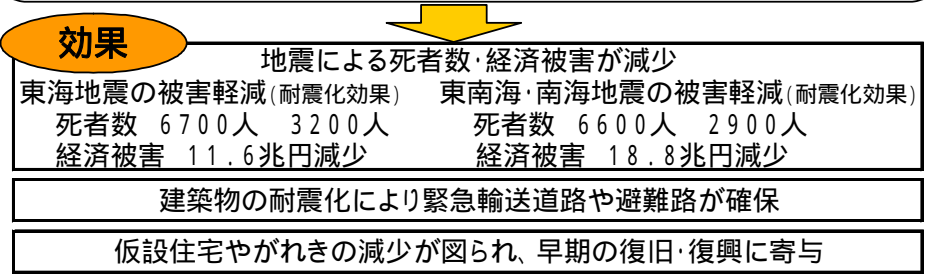 効果
地震による死者数･経済被害が減少
東海地震の被害軽減(耐震化効果) 東南海･南海地震の被害軽減(耐震化効果)
死者数 6700人 3200人 死者数 6600人 2900人
経済被害 11.6兆円減少 経済被害 18.8兆円減少
建築物の耐震化により緊急輸送道路や避難路が確保
仮設住宅やがれきの減少が図られ、早期の復旧･復興に寄与